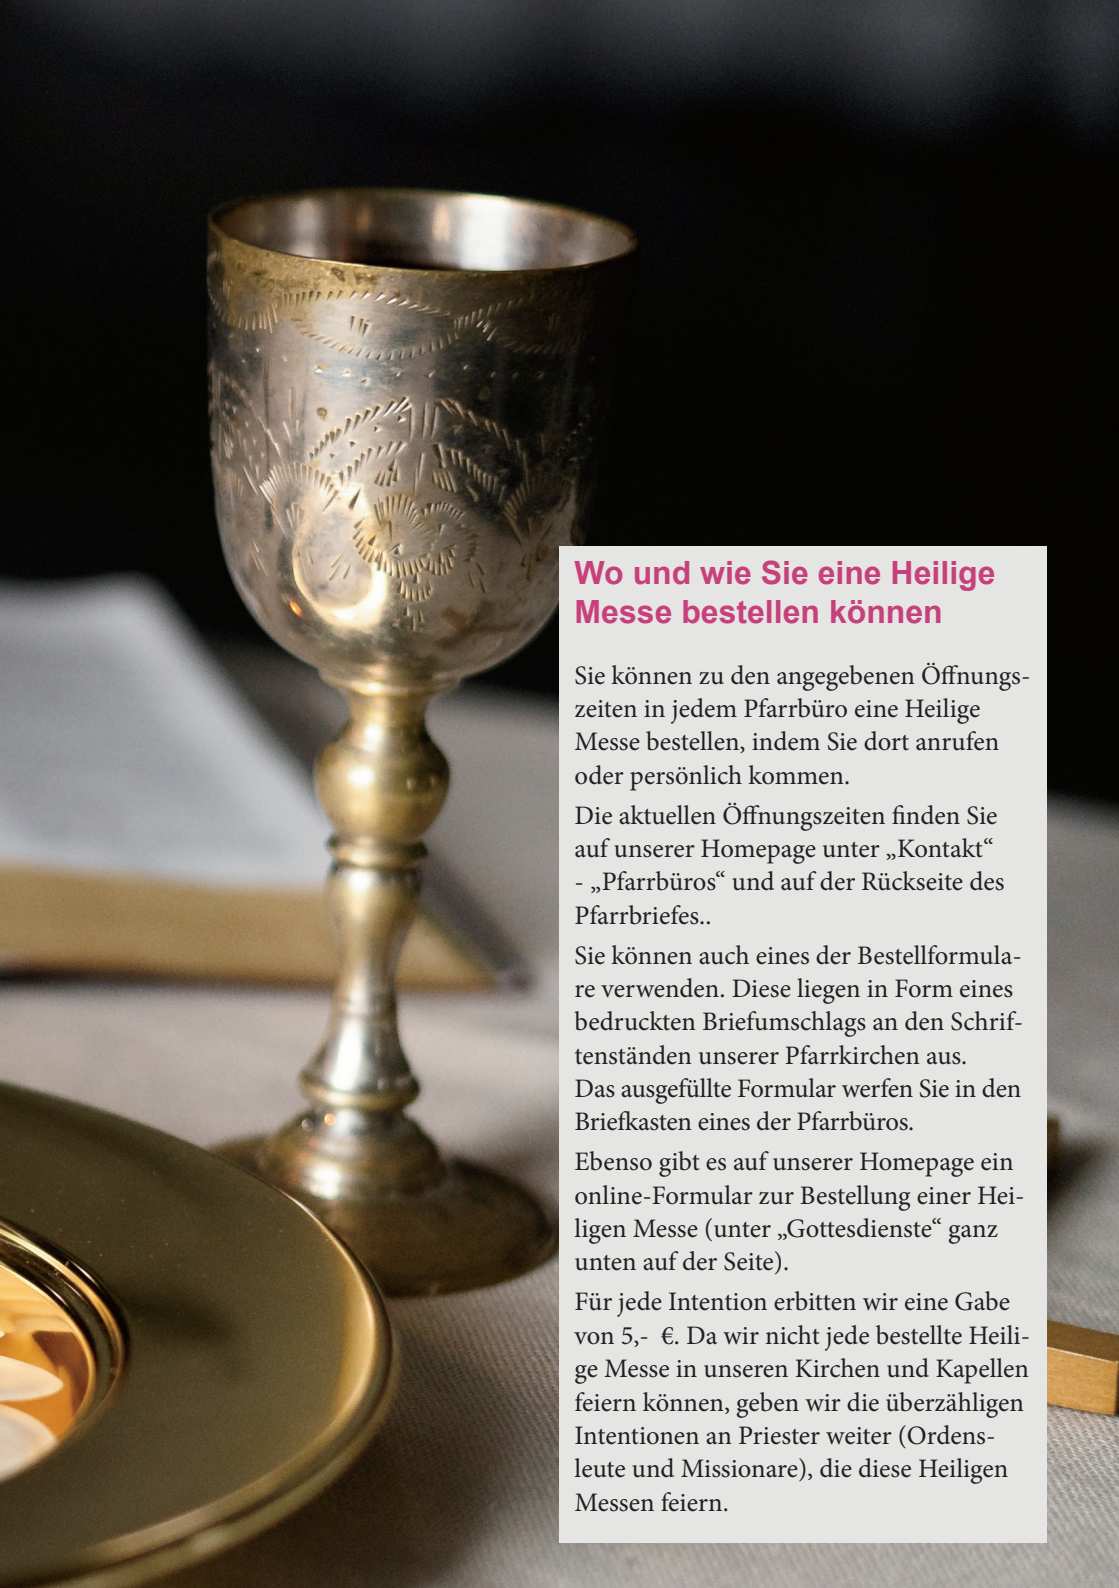 Wo und wie Sie eine Heilige
Messe bestellen können
Sie können zu den angegebenen Öffnungs-
zeiten in jedem Pfarrbüro eine Heilige
Messe bestellen, indem Sie dort anrufen
oder persönlich kommen.
Die aktuellen Öffnungszeiten finden Sie
auf unserer Homepage unter „Kontakt“
- „Pfarrbüros“ und auf der Rückseite des
Pfarrbriefes..
Sie können auch eines der Bestellformula-
re verwenden. Diese liegen in Form eines
bedruckten Briefumschlags an den Schrif-
tenständen unserer Pfarrkirchen aus.
Das ausgefüllte Formular werfen Sie in den
Briefkasten eines der Pfarrbüros.
Ebenso gibt es auf unserer Homepage ein
online-Formular zur Bestellung einer Hei-
ligen Messe (unter „Gottesdienste“ ganz
unten auf der Seite).
Für jede Intention erbitten wir eine Gabe
von 5,-  €. Da wir nicht jede bestellte Heili-
ge Messe in unseren Kirchen und Kapellen
feiern können, geben wir die überzähligen
Intentionen an Priester weiter (Ordens-
leute und Missionare), die diese Heiligen
Messen feiern.